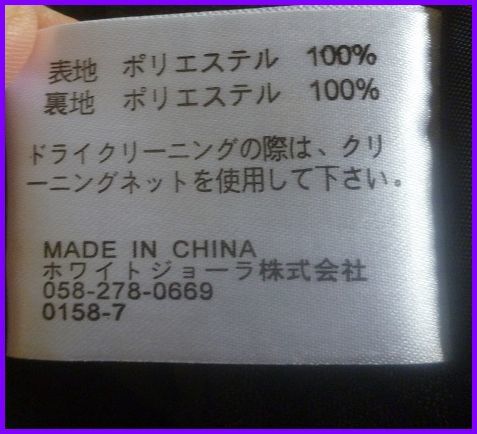 表地 ポリエステル 100%
裏地 ポリエステル 100%
ドライクリーニングの際は、クリ
ーニングネットを使用して下さい。
MADE IN CHINA
ホワイトジョーラ株式会社
058-278-0669
0158-7